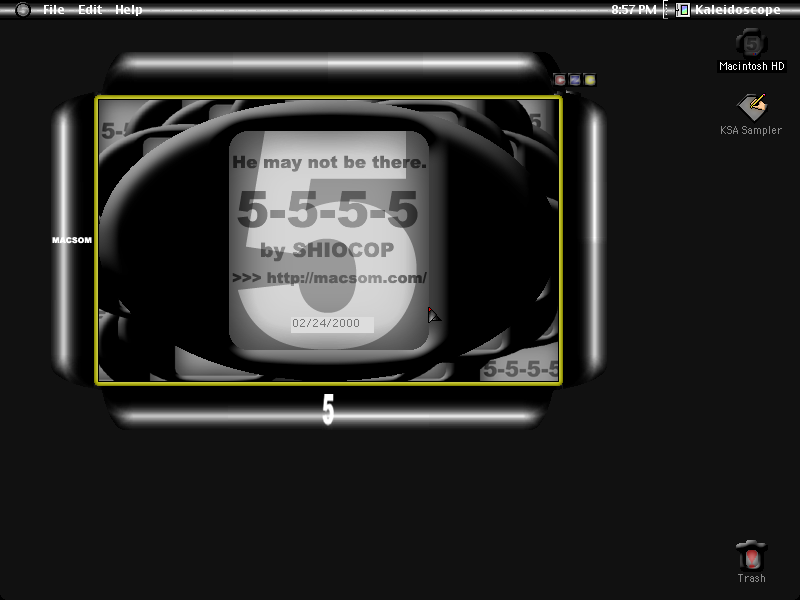 File Edit Help 8:57 PM Kaleidoscope
Macintosh HD
KSA Sampler
5
5
5-
He may not be there.
5-5-5-5
by SHIOCOP
>>> http://macsom.com/
02/24/2000
MACSOM
5-5-5-5
5
Trash